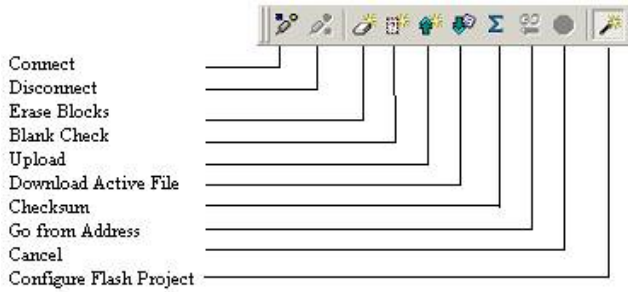 Connect
Disconnect
Erase Blocks
Blank Check
Upload
Download Active File
Checksum
Go from Address
Cancel
Configure Flash Project